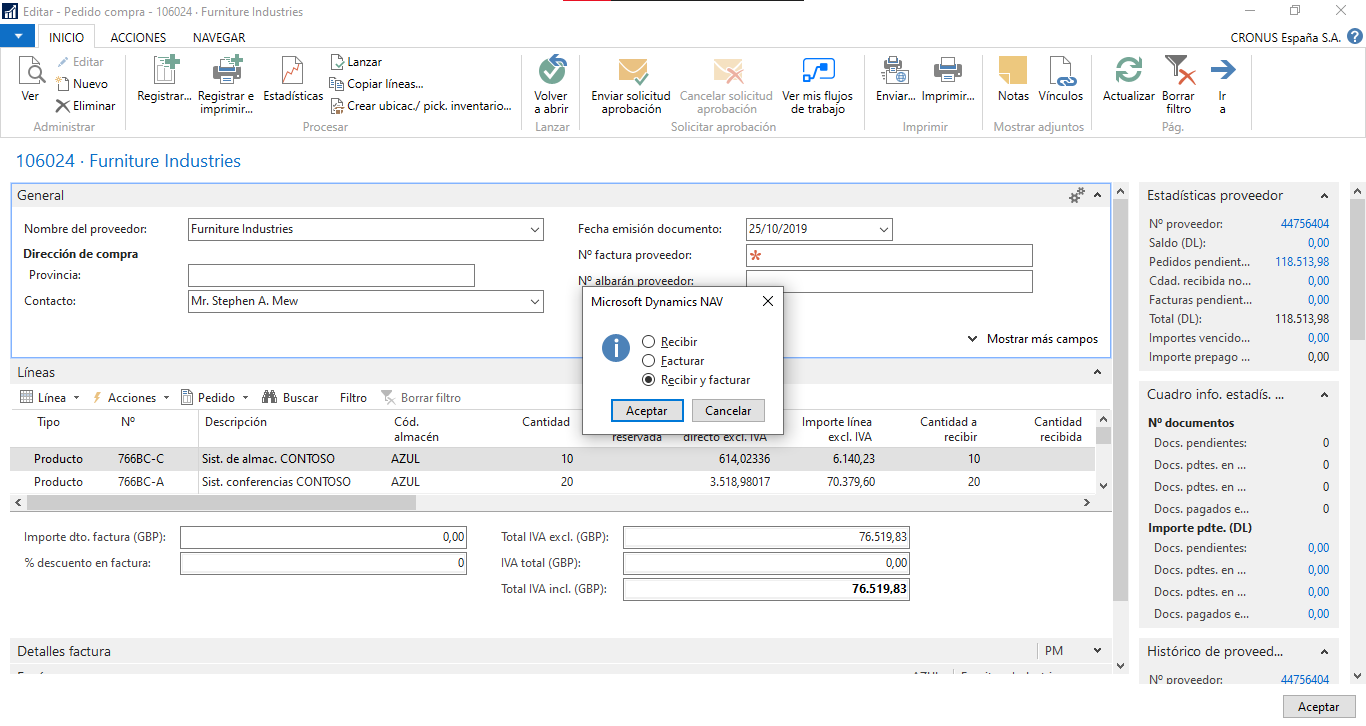 Editar - Pedido compra - 106024 · Furniture Industries
INICIO ACCIONES NAVEGAR
CRONUS España S.A.
Ver
Editar
Nuevo
Eliminar
Administrar
Registrar...
Registrar e
imprimir...
Estadísticas
Lanzar
Copiar líneas...
Crear ubicac./ pick. inventario...
Procesar
Volver
a abrir
Lanzar
Enviar solicitud
aprobación
Cancelar solicitud
aprobación
Ver mis flujos
de trabajo
Solicitar aprobación
Enviar...
Imprimir...
Imprimir
Notas
Vínculos
Mostrar adjuntos
Actualizar
Borrar
filtro
Ir
a
Pág.
106024 · Furniture Industries
General
Nombre del proveedor: Furniture Industries
Dirección de compra
Provincia:
Contacto: Mr. Stephen A. Mew
Fecha emisión documento: 25/10/2019
Nº factura proveedor: *
Nº albarán proveedor:
Mostrar más campos
Microsoft Dynamics NAV
Recibir
Facturar
Recibir y facturar
Aceptar
Cancelar
Líneas
Línea Acciones Pedido Buscar Filtro Borrar filtro
Tipo
Nº
Descripción
Cód.
almacén
Cantidad
reservada
directo excl. IVA
Importe línea
excl. IVA
Cantidad a
recibir
Cantidad
recibida
Producto 766BC-C Sist. de almac. CONTOSO AZUL 10 614,02336 6.140,23 10
Producto 766BC-A Sist. conferencias CONTOSO AZUL 20 3.518,98017 70.379,60 20
Importe dto. factura (GBP): 0,00
% descuento en factura: 0
Total IVA excl. (GBP): 76.519,83
IVA total (GBP): 0,00
Total IVA incl. (GBP): 76.519,83
Detalles factura
PM
Estadísticas proveedor
Nº proveedor: 44756404
Saldo (DL): 0,00
Pedidos pendient... 118.513,98
Cdad. recibida no... 0,00
Facturas pendient... 0,00
Total (DL): 118.513,98
Importes vencido... 0,00
Importe prepago ... 0,00
Cuadro info. estadís. ...
Nº documentos
Docs. pendientes: 0
Docs. pdtes. en ... 0
Docs. pdtes. en ... 0
Docs. pagados e... 0
Importe pdte. (DL)
Docs. pendientes: 0,00
Docs. pdtes. en ... 0,00
Docs. pdtes. en ... 0,00
Docs. pagados e... 0,00
Histórico de proveed...
Nº proveedor: 44756404
Aceptar